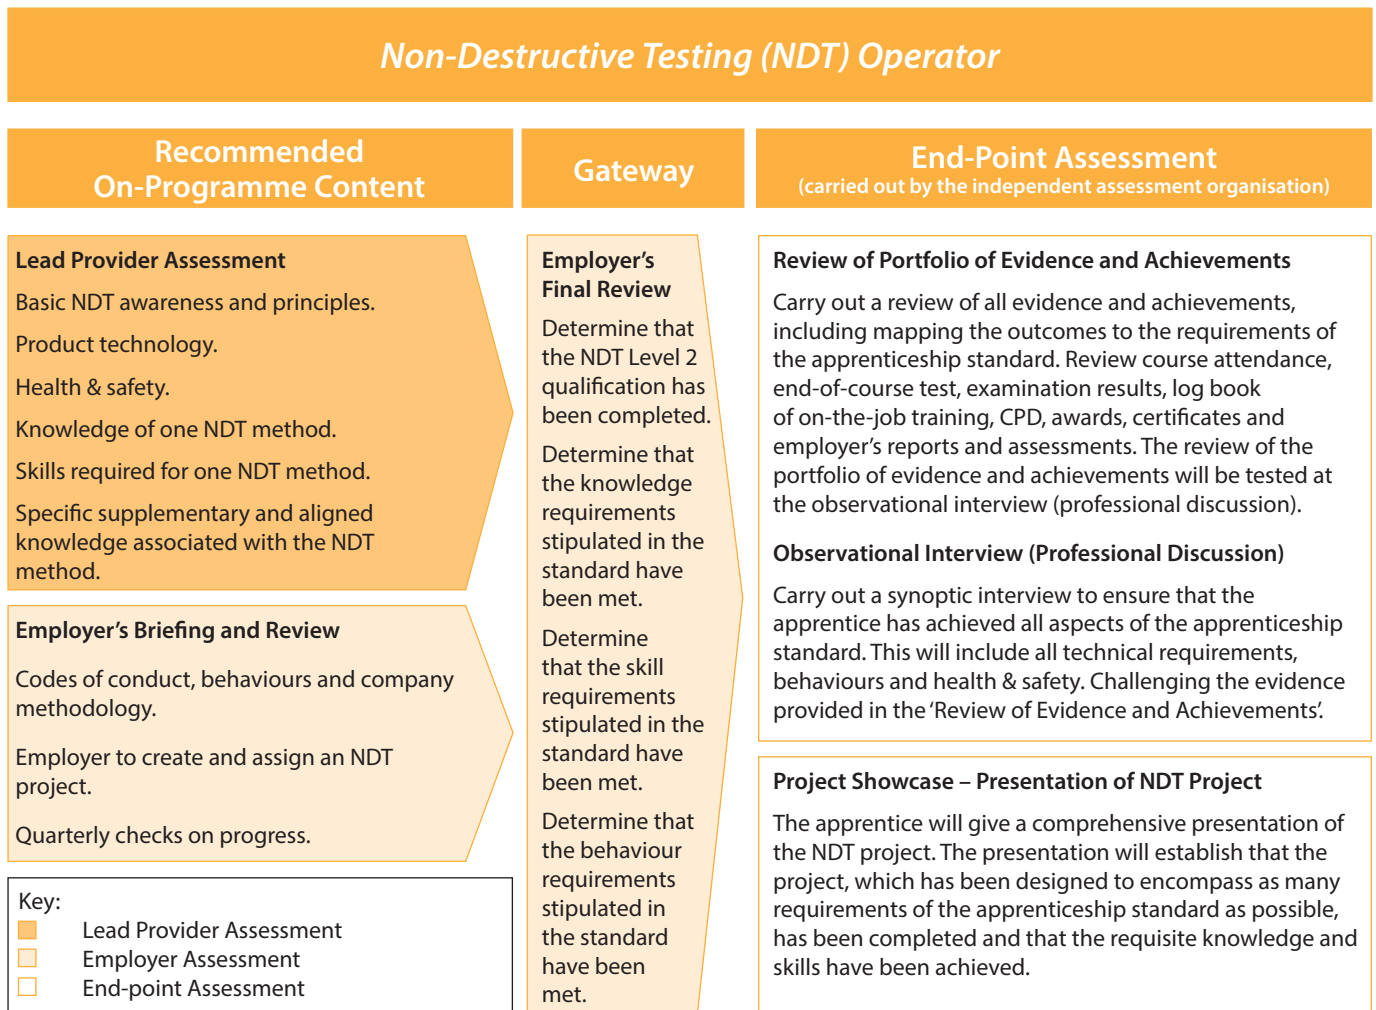 Non-Destructive Testing (NDT) Operator
Recommended
On-Programme Content
Gateway
End-Point Assessment
(carried out by the independent assessment organisation)
Lead Provider Assessment
Basic NDT awareness and principles.
Product technology.
Health & safety.
Knowledge of one NDT method.
Skills required for one NDT method.
Specific supplementary and aligned
knowledge associated with the NDT
method.
Employer’s Briefing and Review
Codes of conduct, behaviours and company
methodology.
Employer to create and assign an NDT
project.
Quarterly checks on progress.
Key:
Lead Provider Assessment
Employer Assessment
End-point Assessment
Employer’s
Final Review
Determine that
the NDT Level 2
qualification has
been completed.
Determine that
the knowledge
requirements
stipulated in the
standard have
been met.
Determine
that the skill
requirements
stipulated in the
standard have
been met.
Determine that
the behaviour
requirements
stipulated in
the standard
have been
met.
Review of Portfolio of Evidence and Achievements
Carry out a review of all evidence and achievements,
including mapping the outcomes to the requirements of
the apprenticeship standard. Review course attendance,
end-of-course test, examination results, log book
of on-the-job training, CPD, awards, certificates and
employer’s reports and assessments. The review of the
portfolio of evidence and achievements will be tested at
the observational interview (professional discussion).
Observational Interview (Professional Discussion)
Carry out a synoptic interview to ensure that the
apprentice has achieved all aspects of the apprenticeship
standard. This will include all technical requirements,
behaviours and health & safety. Challenging the evidence
provided in the ‘Review of Evidence and Achievements’.
Project Showcase – Presentation of NDT Project
The apprentice will give a comprehensive presentation of
the NDT project. The presentation will establish that the
project, which has been designed to encompass as many
requirements of the apprenticeship standard as possible,
has been completed and that the requisite knowledge and
skills have been achieved.